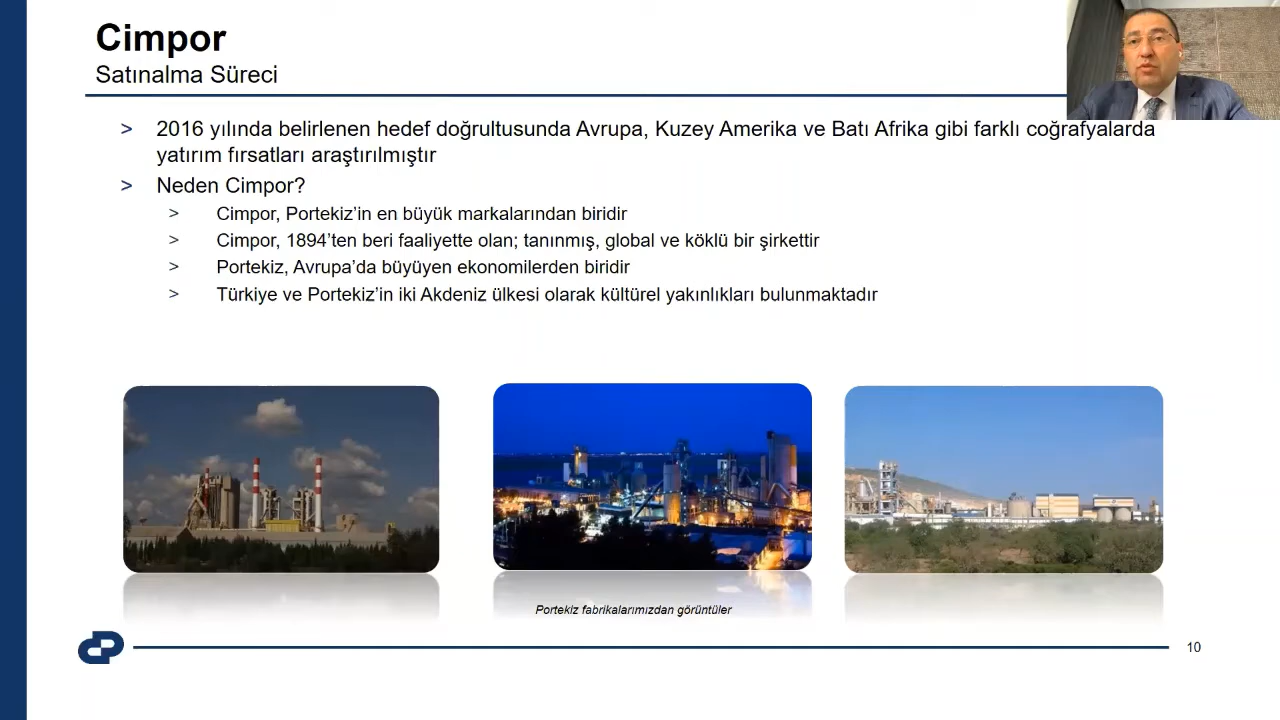 Cimpor
Satınalma Süreci
> 2016 yılında belirlenen hedef doğrultusunda Avrupa, Kuzey Amerika ve Batı Afrika gibi farklı coğrafyalarda
yatırım fırsatları araştırılmıştır
> Neden Cimpor?
> Cimpor, Portekiz’in en büyük markalarından biridir
> Cimpor, 1894’ten beri faaliyette olan; tanınmış, global ve köklü bir şirkettir
> Portekiz, Avrupa’da büyüyen ekonomilerden biridir
> Türkiye ve Portekiz’in iki Akdeniz ülkesi olarak kültürel yakınlıkları bulunmaktadır
Portekiz fabrikalarımızdan görüntüler
10